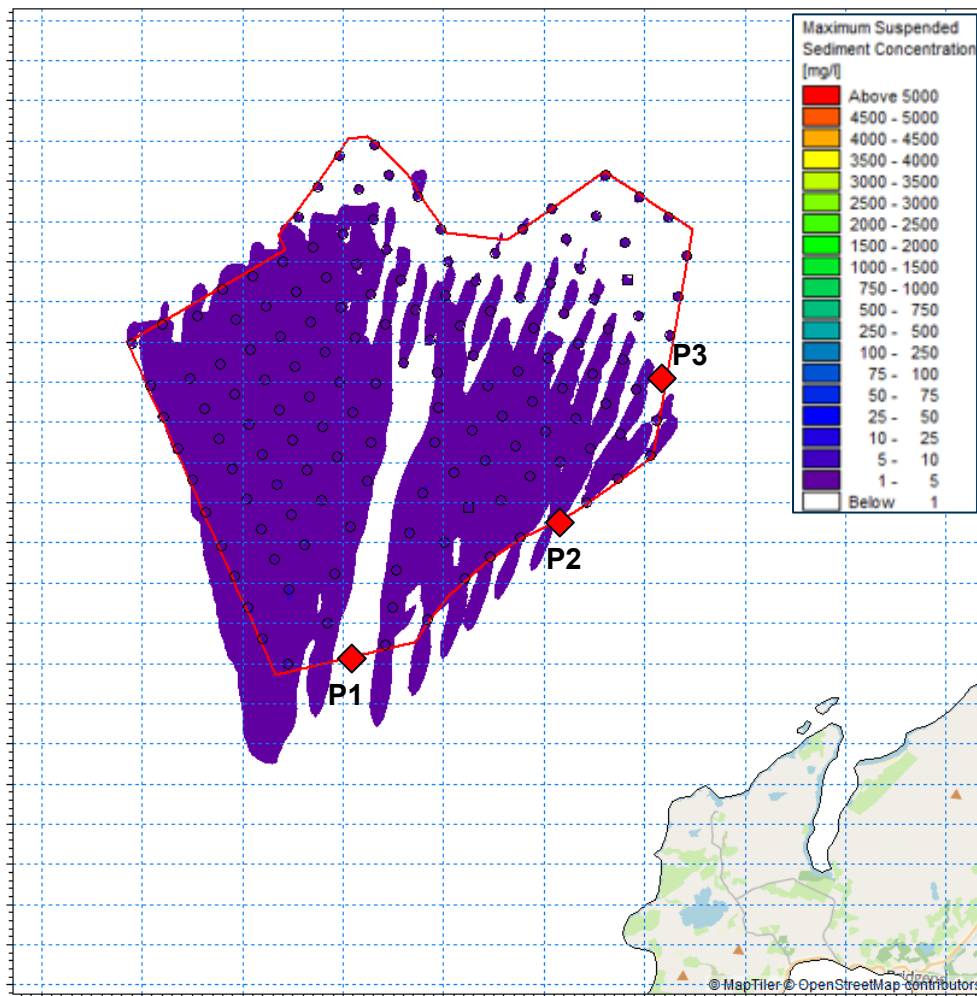 Maximum Suspended
Sediment Concentration
[mg/l]
Above 5000
4500 - 5000
4000 - 4500
3500 - 4000
3000 - 3500
2500 - 3000
2000 - 2500
1500 - 2000
1000 - 1500
750 - 1000
500 - 750
250 - 500
100 - 250
75 - 100
50 - 75
25 - 50
10 - 25
5 - 10
1 - 5
Below 1
P3
P2
P1
Bridgend
© MapTiler © OpenStreetMap contributor